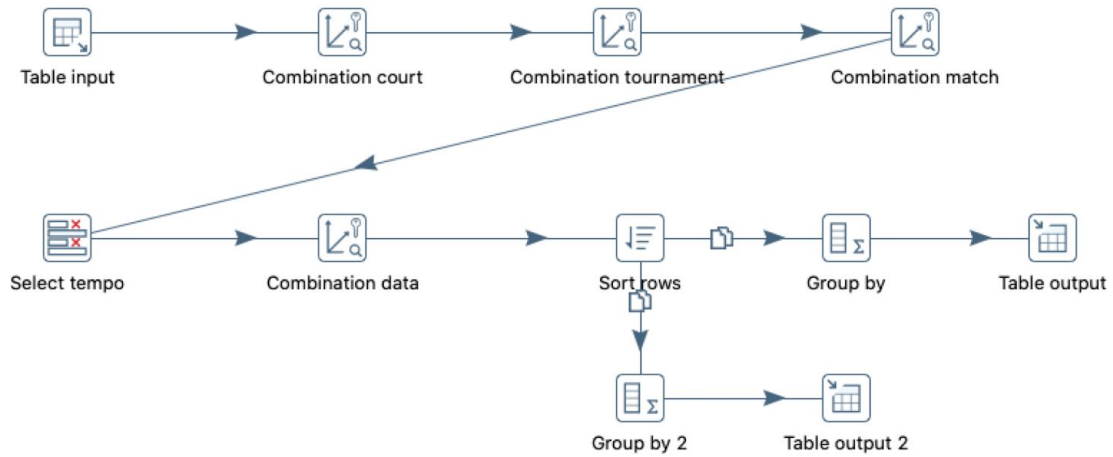 Table input
Combination court
Combination tournament
Combination match
Select tempo
Combination data
Sort rows
Group by
Table output
Group by 2
Table output 2